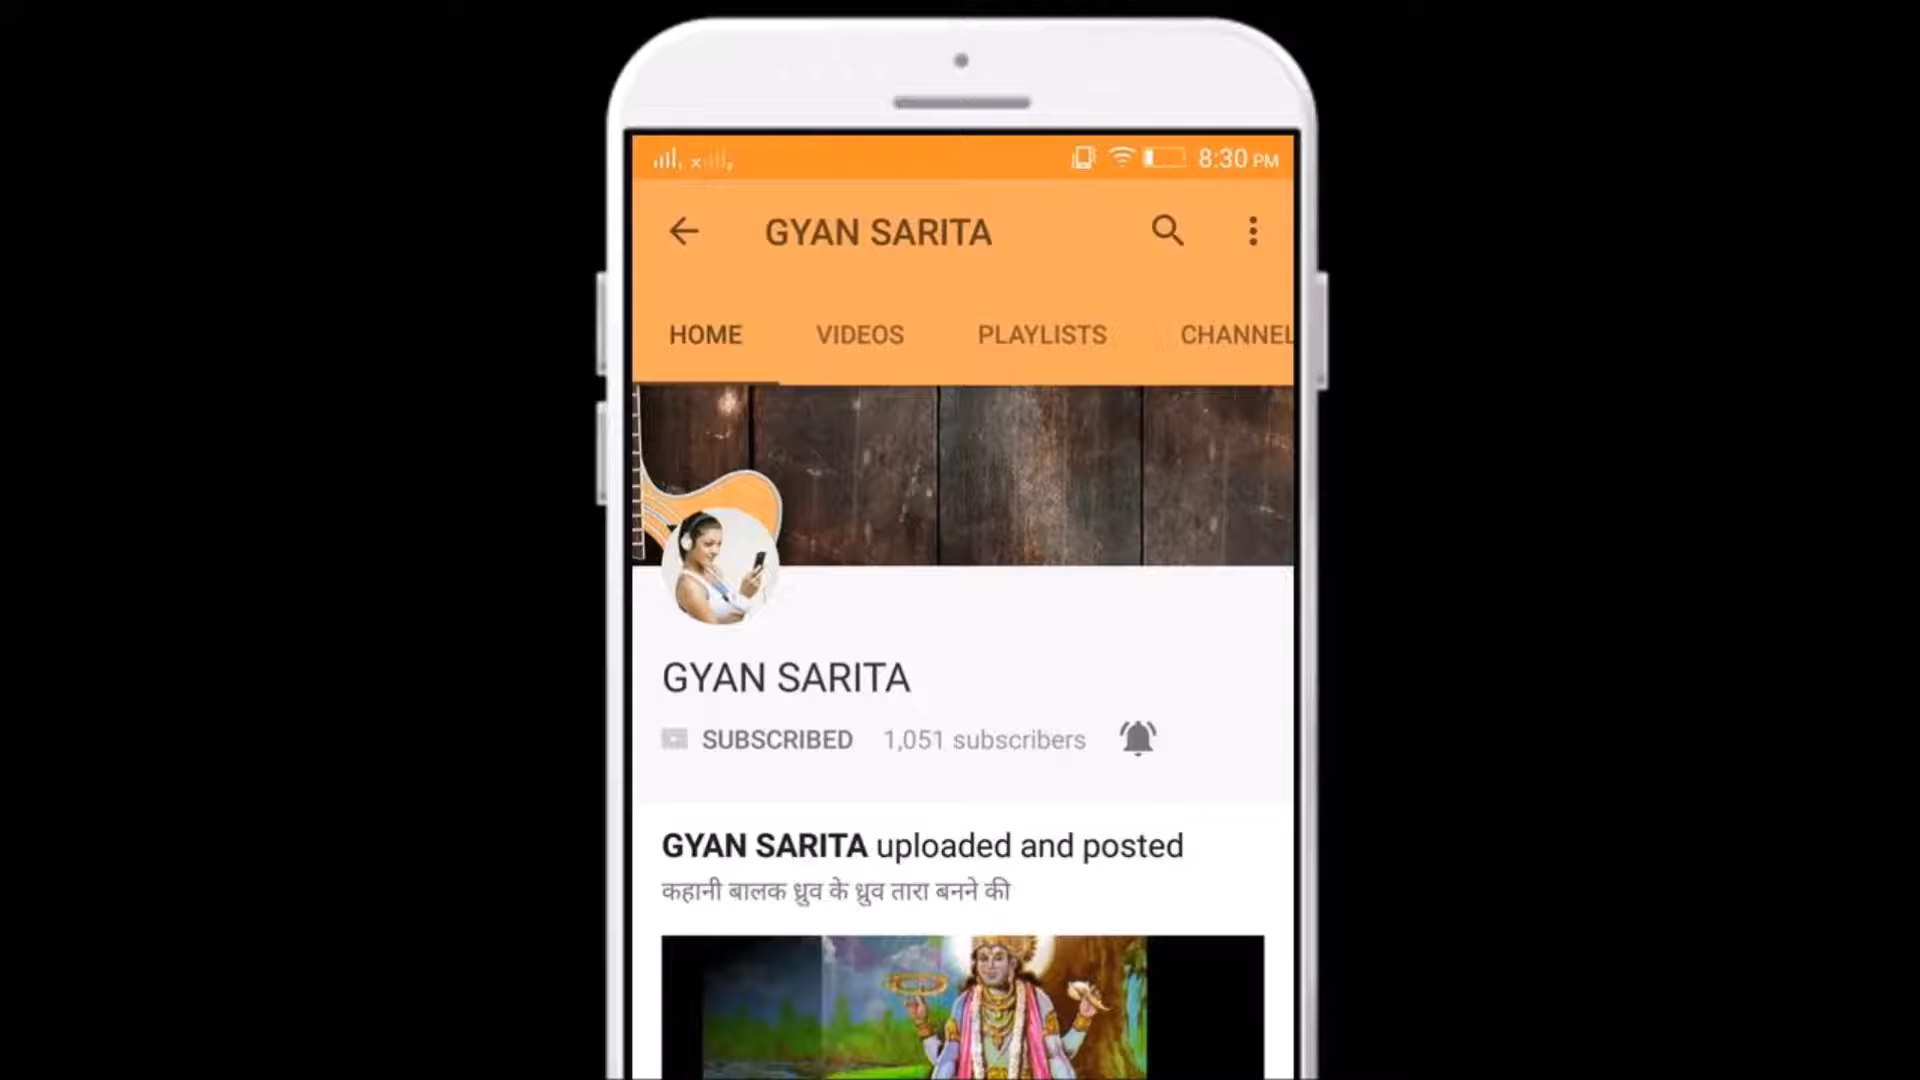 8:30 PM
GYAN SARITA
HOME VIDEOS PLAYLISTS CHANNEL
GYAN SARITA
SUBSCRIBED 1,051 subscribers
GYAN SARITA uploaded and posted
कहानी बालक ध्रुव के ध्रुव तारा बनने की